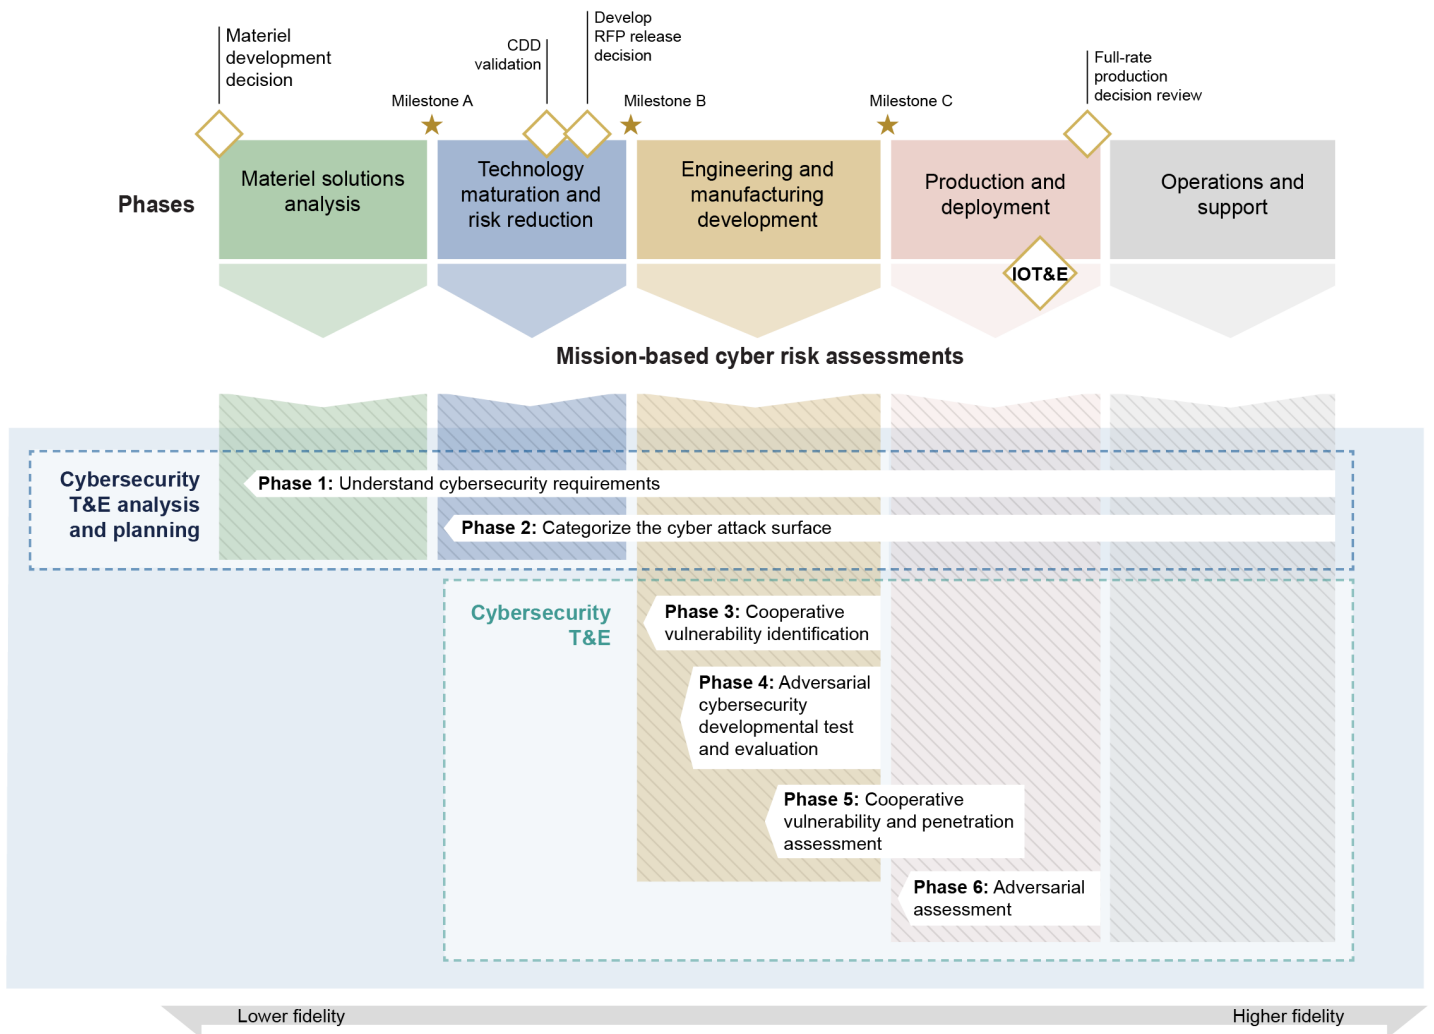 Materiel
development
decision
CDD
validation
Develop
RFP release
decision
Full-rate
production
decision review
Milestone A
Milestone B
Milestone C
Phases
Materiel solutions
analysis
Technology
maturation and
risk reduction
Engineering and
manufacturing
development
Production and
deployment
Operations and
support
IOT&E
Mission-based cyber risk assessments
Cybersecurity
T&E analysis
and planning
Phase 1: Understand cybersecurity requirements
Phase 2: Categorize the cyber attack surface
Cybersecurity
T&E
Phase 3: Cooperative
vulnerability identification
Phase 4: Adversarial
cybersecurity
developmental test
and evaluation
Phase 5: Cooperative
vulnerability and penetration
assessment
Phase 6: Adversarial
assessment
Lower fidelity
Higher fidelity